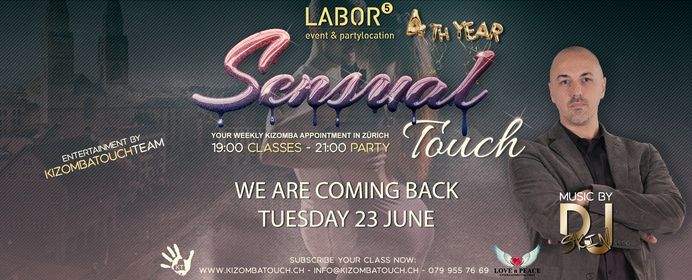 LABOR5
event & partylocation
4TH YEAR
Sensual
Touch
YOUR WEEKLY KIZOMBA APPOINTMENT IN ZÜRICH
19:00 CLASSES - 21:00 PARTY
ENTERTAINMENT BY
KIZOMBATOUCHTEAM
WE ARE COMING BACK
TUESDAY 23 JUNE
MUSIC BY
DJ
SKIN
SUBSCRIBE YOUR CLASS NOW:
WWW.KIZOMBATOUCH.CH - INFO@KIZOMBATOUCH.CH - 079 955 76 69
KT
LOVE n PEACE